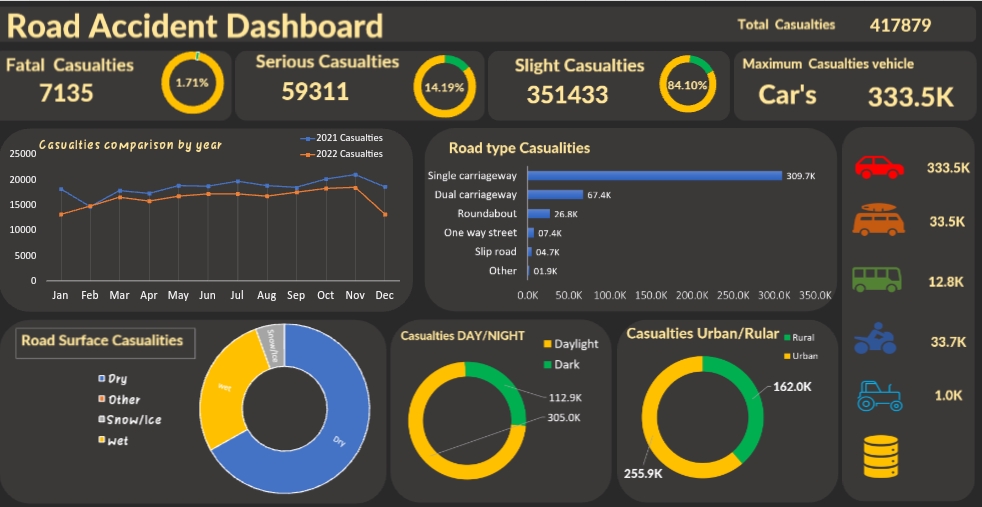 Road Accident Dashboard
Total Casualties 417879
Fatal Casualties
7135
1.71%
Serious Casualties
59311
14.19%
Slight Casualties
351433
84.10%
Maximum Casualties vehicle
Car's 333.5K
Casualties comparison by year
2021 Casualties
2022 Casualties
25000
20000
15000
10000
5000
0
Jan Feb Mar Apr May Jun Jul Aug Sep Oct Nov Dec
Road type Casualities
Single carriageway 309.7K
Dual carriageway 67.4K
Roundabout 26.8K
One way street 07.4K
Slip road 04.7K
Other 01.9K
0.0K 50.0K 100.0K 150.0K 200.0K 250.0K 300.0K 350.0K
333.5K
33.5K
12.8K
33.7K
1.0K
Road Surface Casualities
Dry
Other
Snow/Ice
wet
Snow/Ice
wet
Dry
Casualties DAY/NIGHT
Daylight
Dark
112.9K
305.0K
Casualties Urban/Rular
Rural
Urban
162.0K
255.9K